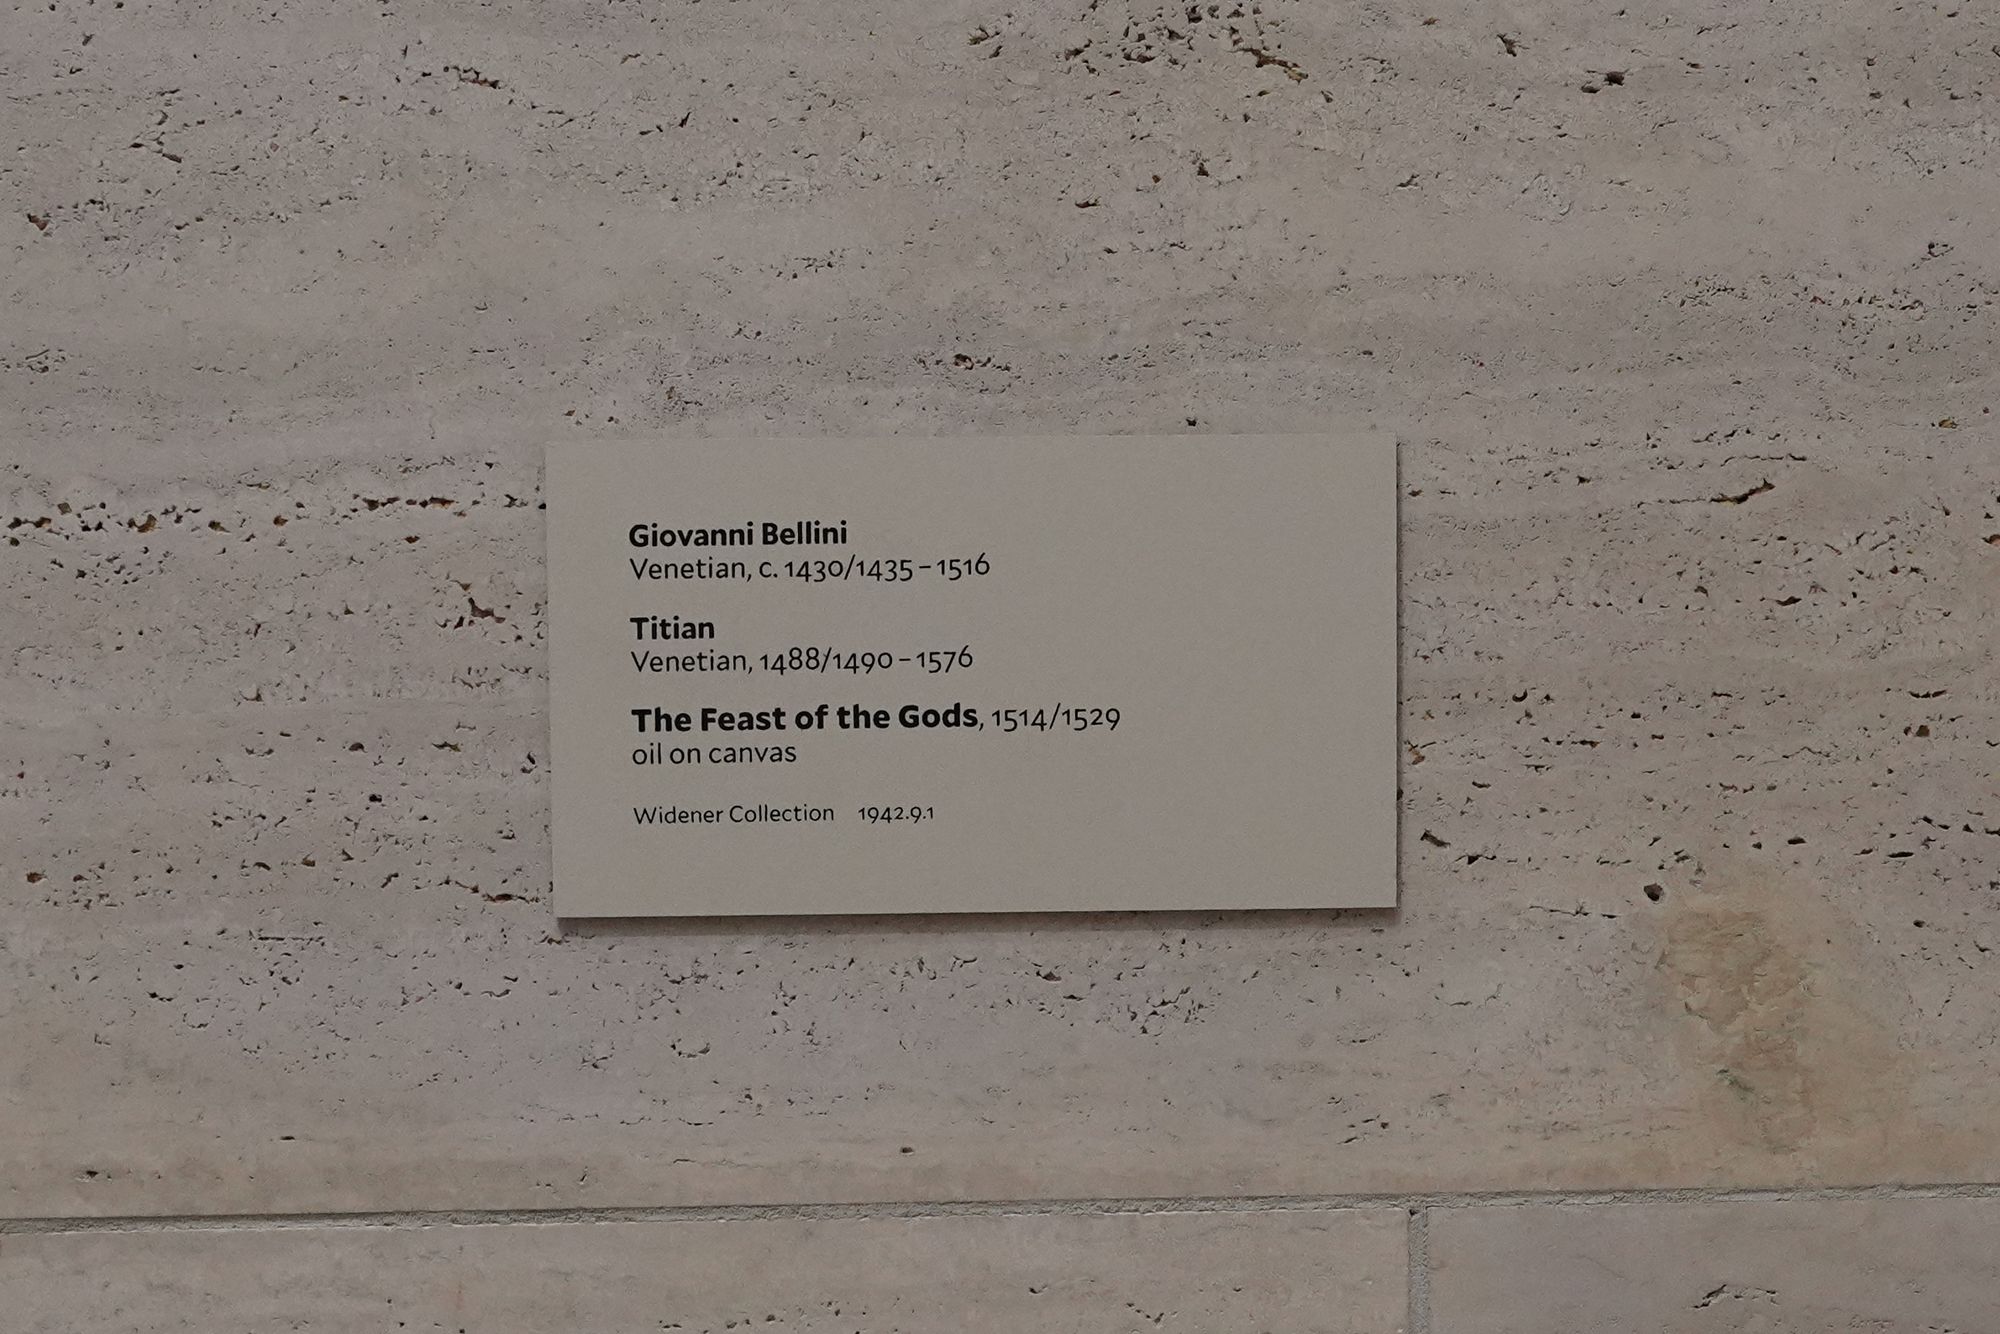 Giovanni Bellini
Venetian, c. 1430/1435 – 1516
Titian
Venetian, 1488/1490 – 1576
The Feast of the Gods, 1514/1529
oil on canvas
Widener Collection 1942.9.1